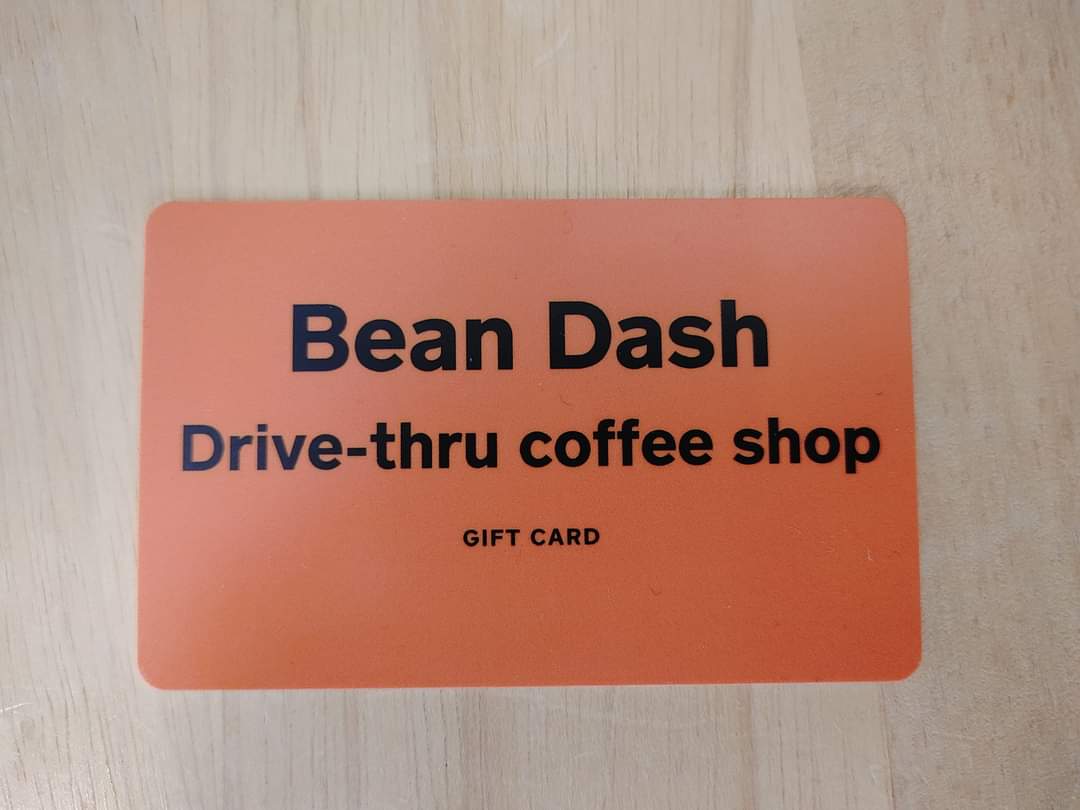 Bean Dash
Drive-thru coffee shop
GIFT CARD